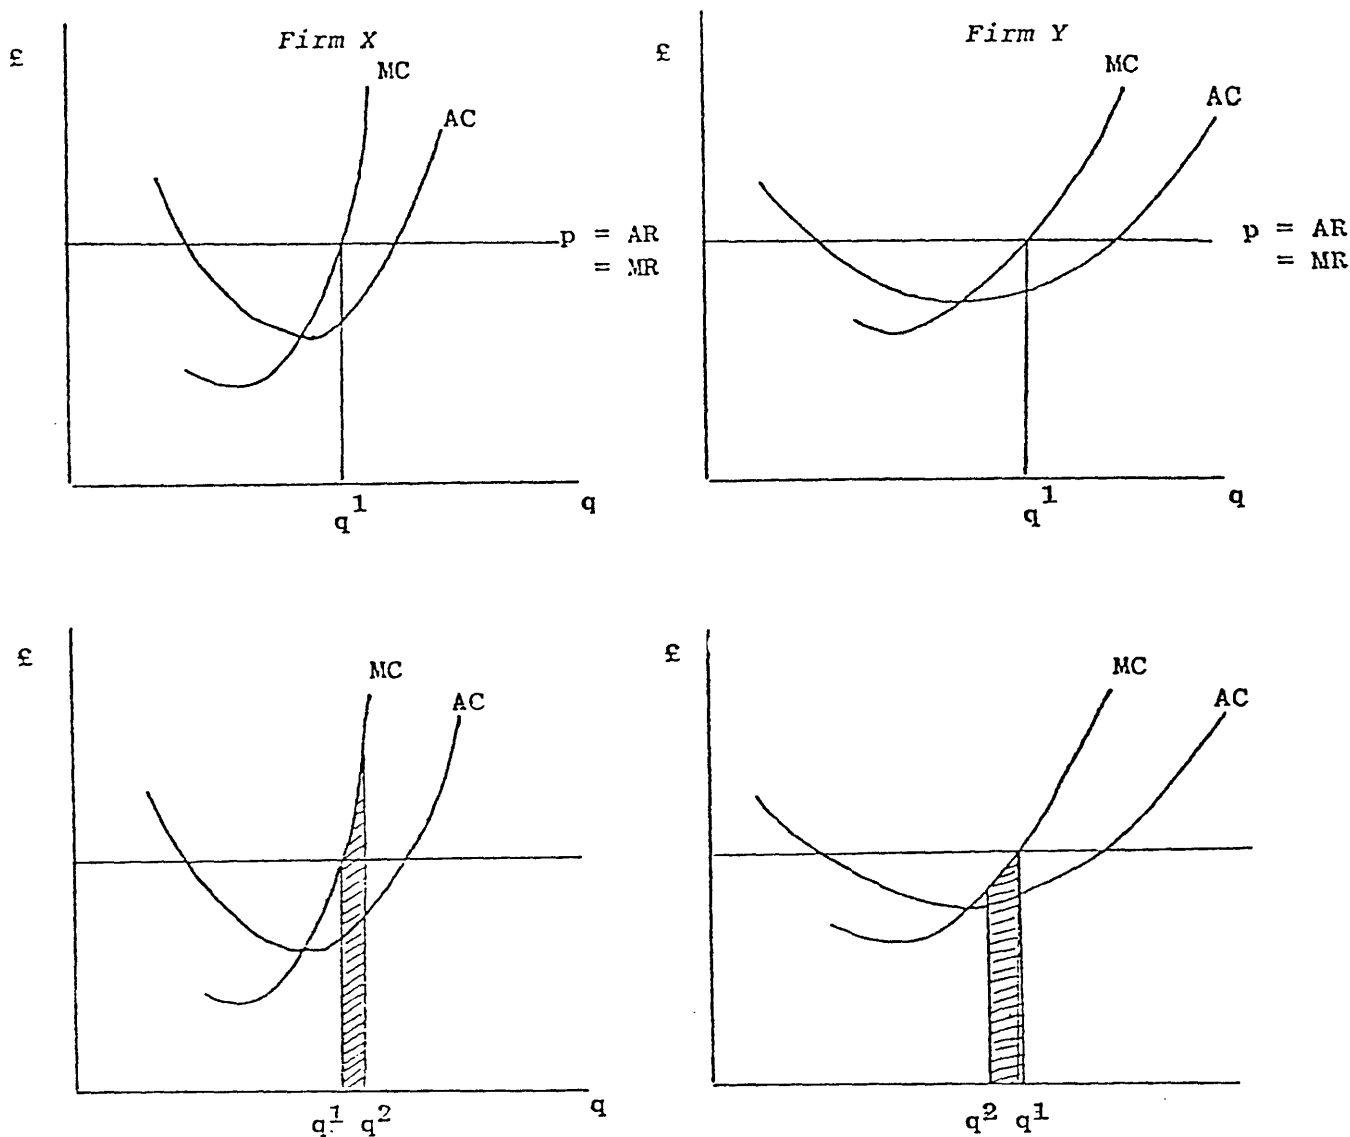 Firm X
£
MC
AC
p = AR
= MR
q¹
q
Firm Y
£
MC
AC
p = AR
= MR
q¹
q
£
MC
AC
q¹ q²
q
£
MC
AC
q² q¹